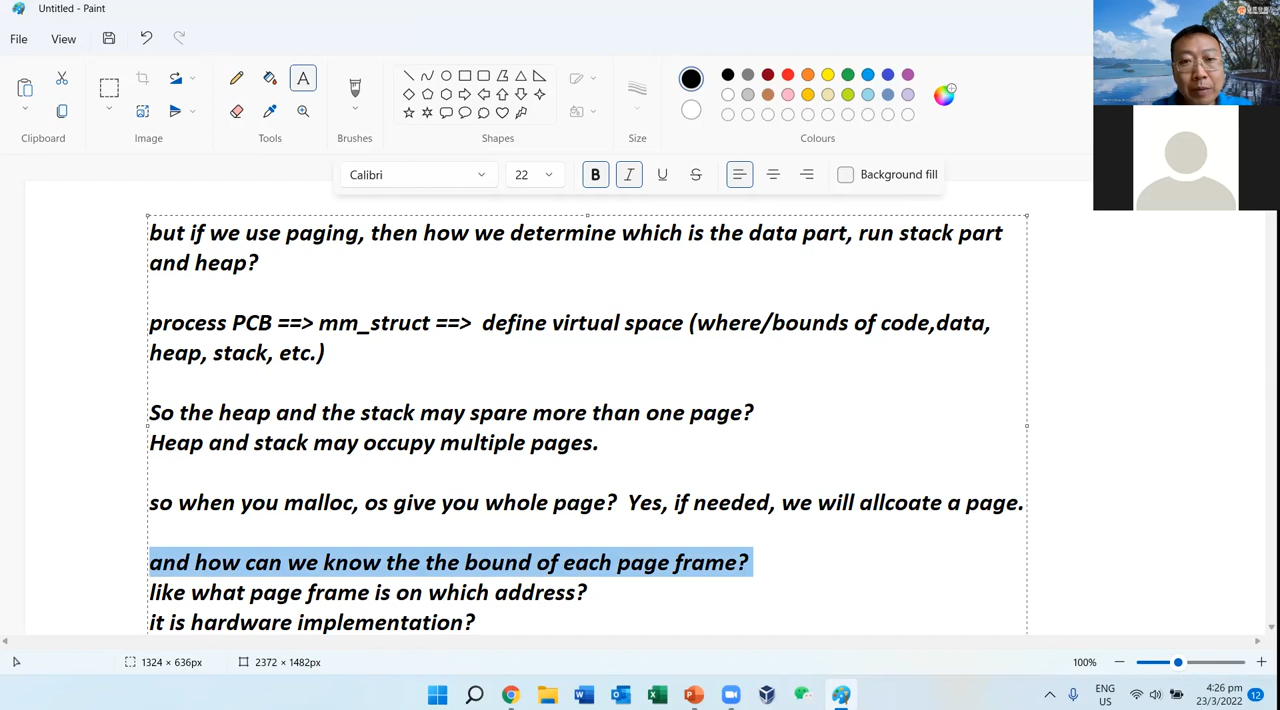 Untitled - Paint
File
View
Clipboard
Image
Tools
Brushes
Shapes
Size
Colours
Calibri
22
B
I
U
S
Background fill
but if we use paging, then how we determine which is the data part, run stack part
and heap?
process PCB ==> mm_struct ==> define virtual space (where/bounds of code,data,
heap, stack, etc.)
So the heap and the stack may spare more than one page?
Heap and stack may occupy multiple pages.
so when you malloc, os give you whole page? Yes, if needed, we will allcoate a page.
and how can we know the the bound of each page frame?
like what page frame is on which address?
it is hardware implementation?
1324 × 636px
2372 × 1482px
100%
ENG
US
4:26 pm
23/3/2022
12